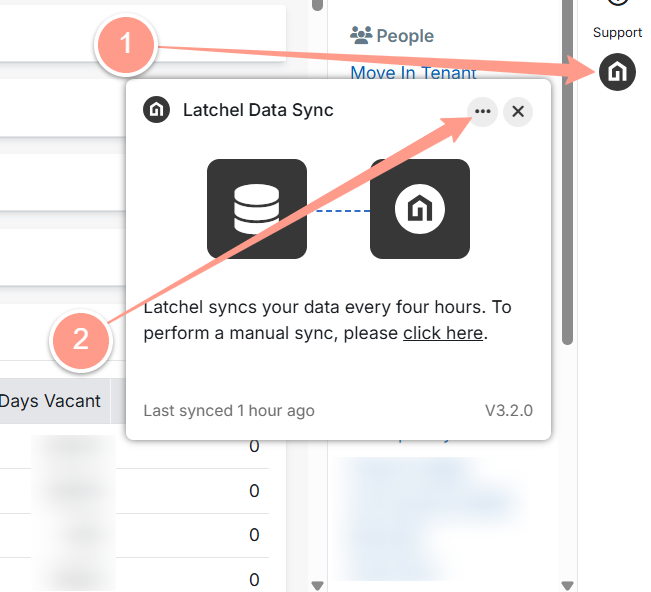 Support
People
Move In Tenant
1
Latchel Data Sync
Latchel syncs your data every four hours. To
perform a manual sync, please click here.
2
Last synced 1 hour ago
V3.2.0
Days Vacant
0
0
0
0